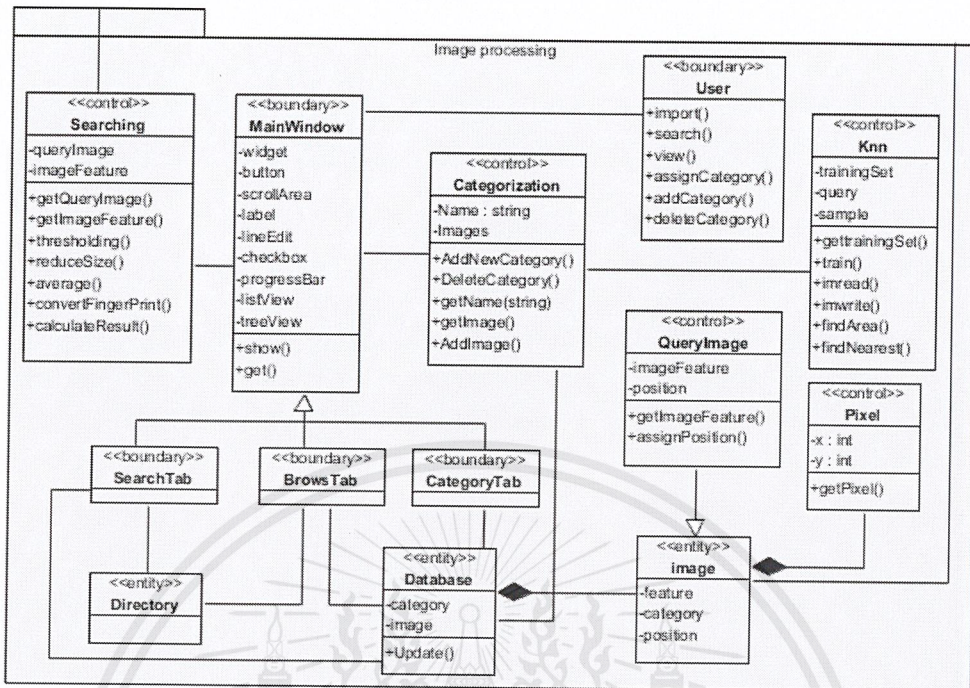 Image processing
<<control>>
Searching
-queryImage
-imageFeature
+getQueryImage()
+getImageFeature()
+thresholding()
+reduceSize()
+average()
+convertFingerPrint()
+calculateResult()
<<boundary>>
MainWindow
-widget
-button
-scrollArea
-label
-lineEdit
-checkbox
-progressBar
-listView
-treeView
+show()
+get()
<<control>>
Categorization
-Name : string
-Images
+AddNewCategory()
+DeleteCategory()
+getName(string)
+getImage()
+AddImage()
<<boundary>>
User
+import()
+search()
+view()
+assignCategory()
+addCategory()
+deleteCategory()
<<control>>
Knn
-trainingSet
-query
-sample
+gettrainingSet()
+train()
+imread()
+imwrite()
+findArea()
+findNearest()
<<control>>
QueryImage
-imageFeature
-position
+getImageFeature()
+assignPosition()
<<control>>
Pixel
-x : int
-y : int
+getPixel()
<<boundary>>
SearchTab
<<boundary>>
BrowsTab
<<boundary>>
CategoryTab
<<entity>>
Directory
<<entity>>
Database
-category
-image
+Update()
<<entity>>
image
-feature
-category
-position